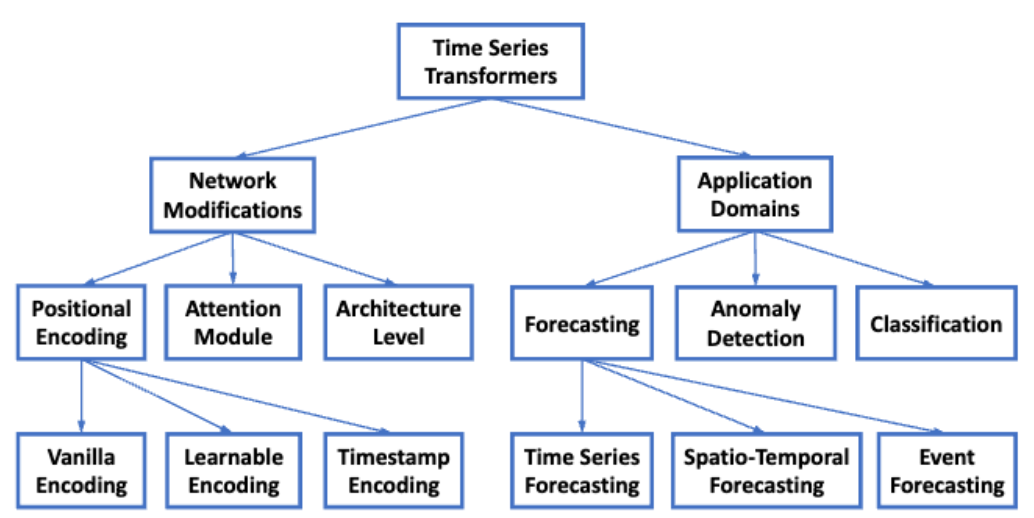 Time Series
Transformers
Network
Modifications
Application
Domains
Positional
Encoding
Attention
Module
Architecture
Level
Forecasting
Anomaly
Detection
Classification
Vanilla
Encoding
Learnable
Encoding
Timestamp
Encoding
Time Series
Forecasting
Spatio-Temporal
Forecasting
Event
Forecasting